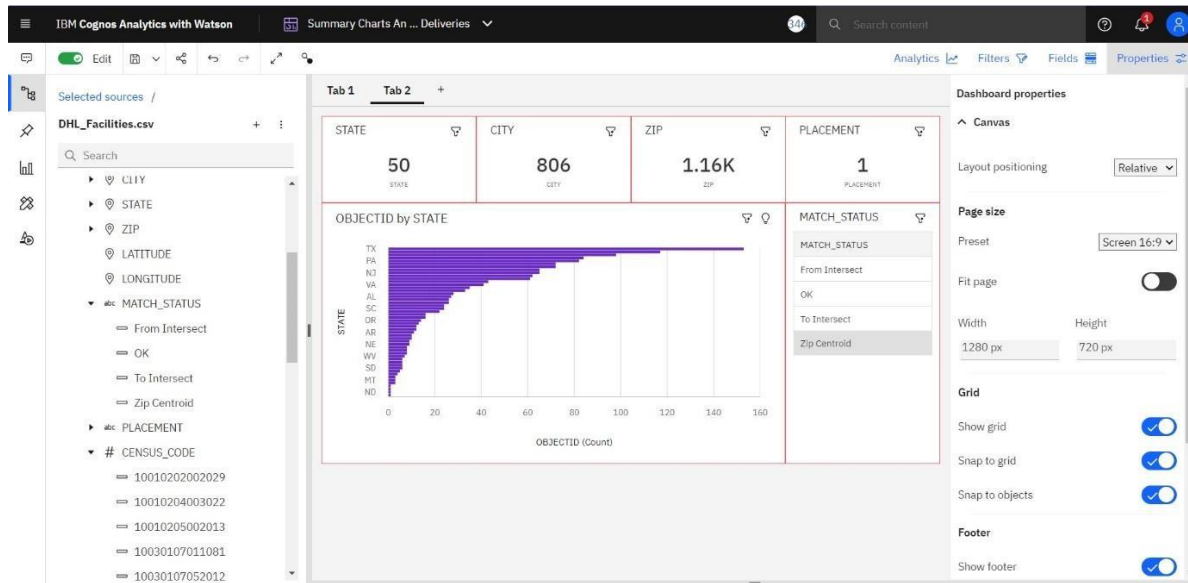 IBM Cognos Analytics with Watson
Summary Charts An ... Deliveries
Search content
1
Edit
Analytics
Filters
Fields
Properties
Selected sources /
DHL_Facilities.csv
Search
CITY
STATE
ZIP
LATITUDE
LONGITUDE
abc MATCH_STATUS
From Intersect
OK
To Intersect
Zip Centroid
abc PLACEMENT
# CENSUS_CODE
10010202002029
10010204003022
10010205002013
10030107011081
10030107052012
Tab 1 Tab 2 +
STATE
50
STATE
CITY
806
CITY
ZIP
1.16K
ZIP
PLACEMENT
1
PLACEMENT
OBJECTID by STATE
STATE
TX
PA
NJ
VA
AL
SC
OR
AR
NE
WV
SD
MT
ND
0 20 40 60 80 100 120 140 160
OBJECTID (Count)
MATCH_STATUS
MATCH_STATUS
From Intersect
OK
To Intersect
Zip Centroid
Dashboard properties
Canvas
Layout positioning Relative
Page size
Preset Screen 16:9
Fit page
Width Height
1280 px 720 px
Grid
Show grid
Snap to grid
Snap to objects
Footer
Show footer